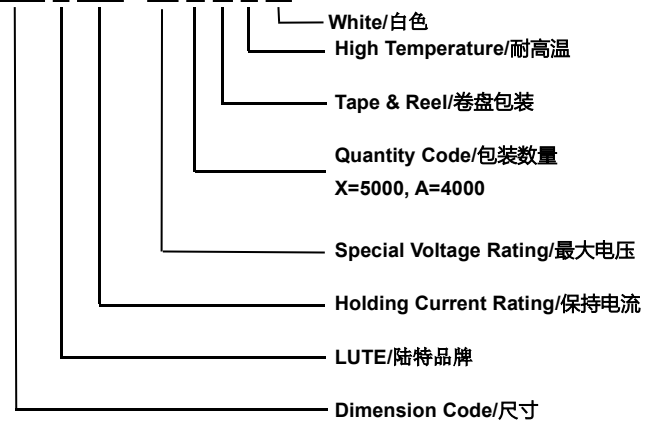 White/白色
High Temperature/耐高温
Tape & Reel/卷盘包装
Quantity Code/包装数量
X=5000, A=4000
Special Voltage Rating/最大电压
Holding Current Rating/保持电流
LUTE/陆特品牌
Dimension Code/尺寸